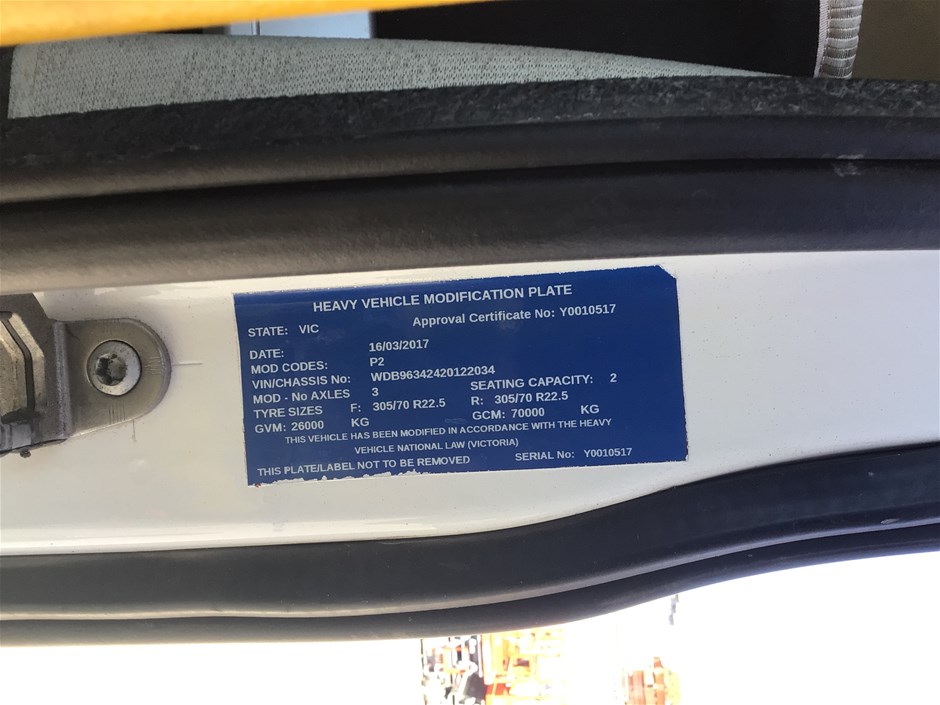 HEAVY VEHICLE MODIFICATION PLATE
STATE: VIC Approval Certificate No: Y0010517
DATE: 16/03/2017
MOD CODES: P2
VIN/CHASSIS No: WDB96342420122034
MOD - No AXLES 3 SEATING CAPACITY: 2
TYRE SIZES F: 305/70 R22.5 R: 305/70 R22.5
GVM: 26000 KG GCM: 70000 KG
THIS VEHICLE HAS BEEN MODIFIED IN ACCORDANCE WITH THE HEAVY
VEHICLE NATIONAL LAW (VICTORIA)
THIS PLATE/LABEL NOT TO BE REMOVED SERIAL No: Y0010517